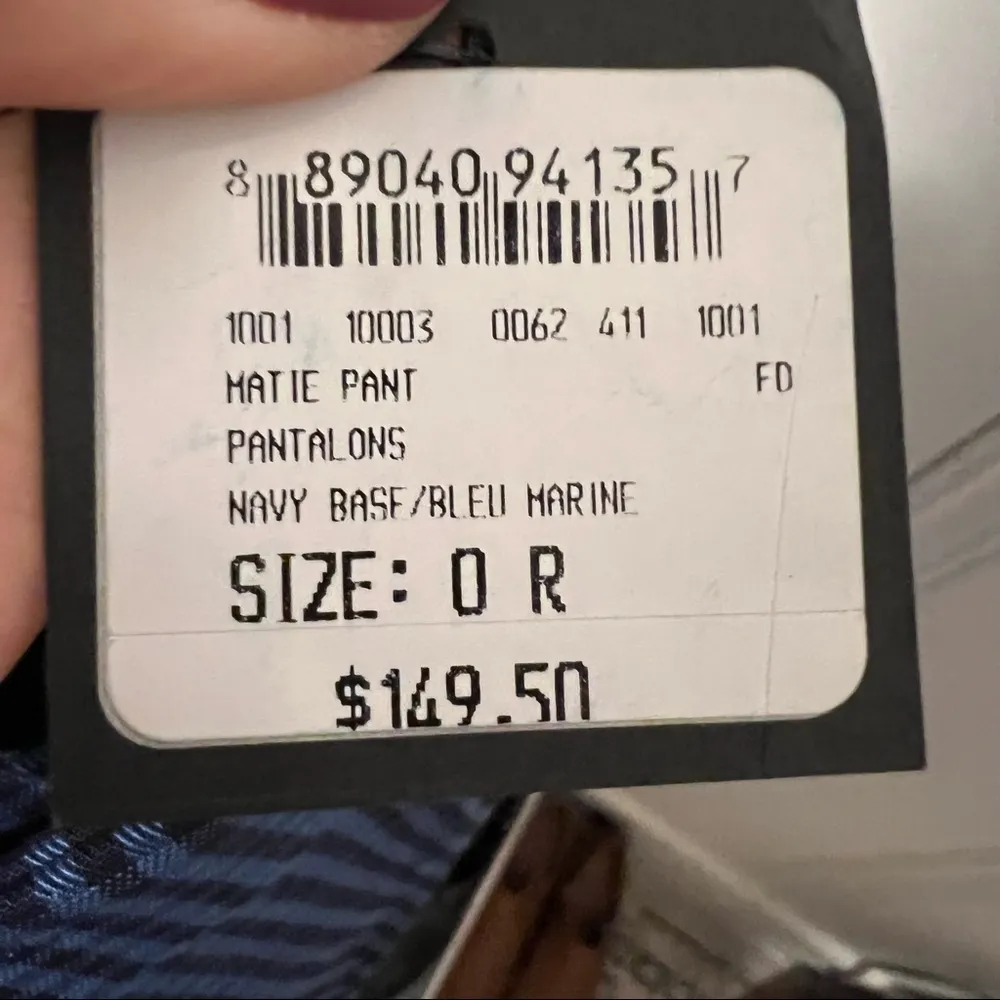 8 89040 94135 7
1001 10003 0062 411 1001
MATIE PANT FD
PANTALONS
NAVY BASE/BLEU MARINE
SIZE: 0 R
$149.50